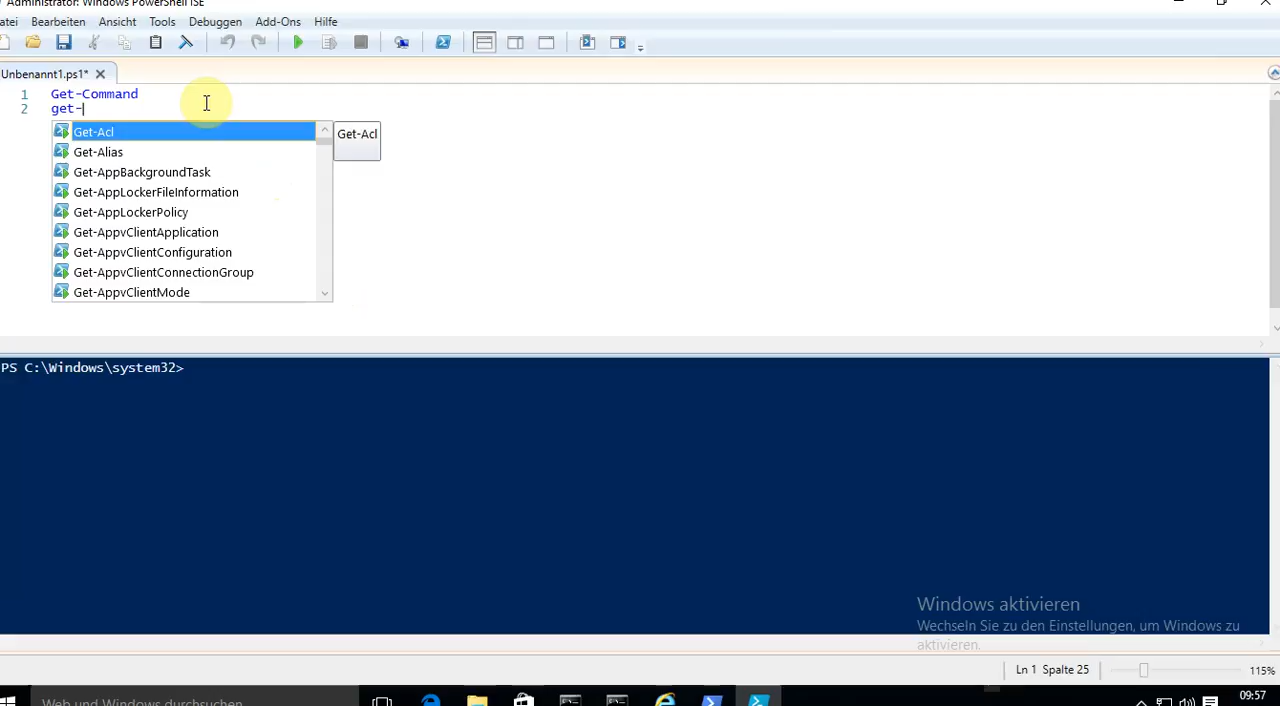 Administrator: Windows PowerShell ISE
atei Bearbeiten Ansicht Tools Debuggen Add-Ons Hilfe
Unbenannt1.ps1*
1 Get-Command
2 get-
Get-Acl
Get-Acl
Get-Alias
Get-AppBackgroundTask
Get-AppLockerFileInformation
Get-AppLockerPolicy
Get-AppvClientApplication
Get-AppvClientConfiguration
Get-AppvClientConnectionGroup
Get-AppvClientMode
PS C:\Windows\system32>
Windows aktivieren
Wechseln Sie zu den Einstellungen, um Windows zu
aktivieren.
Ln 1 Spalte 25
115%
Web und Windows durchsuchen
09:57